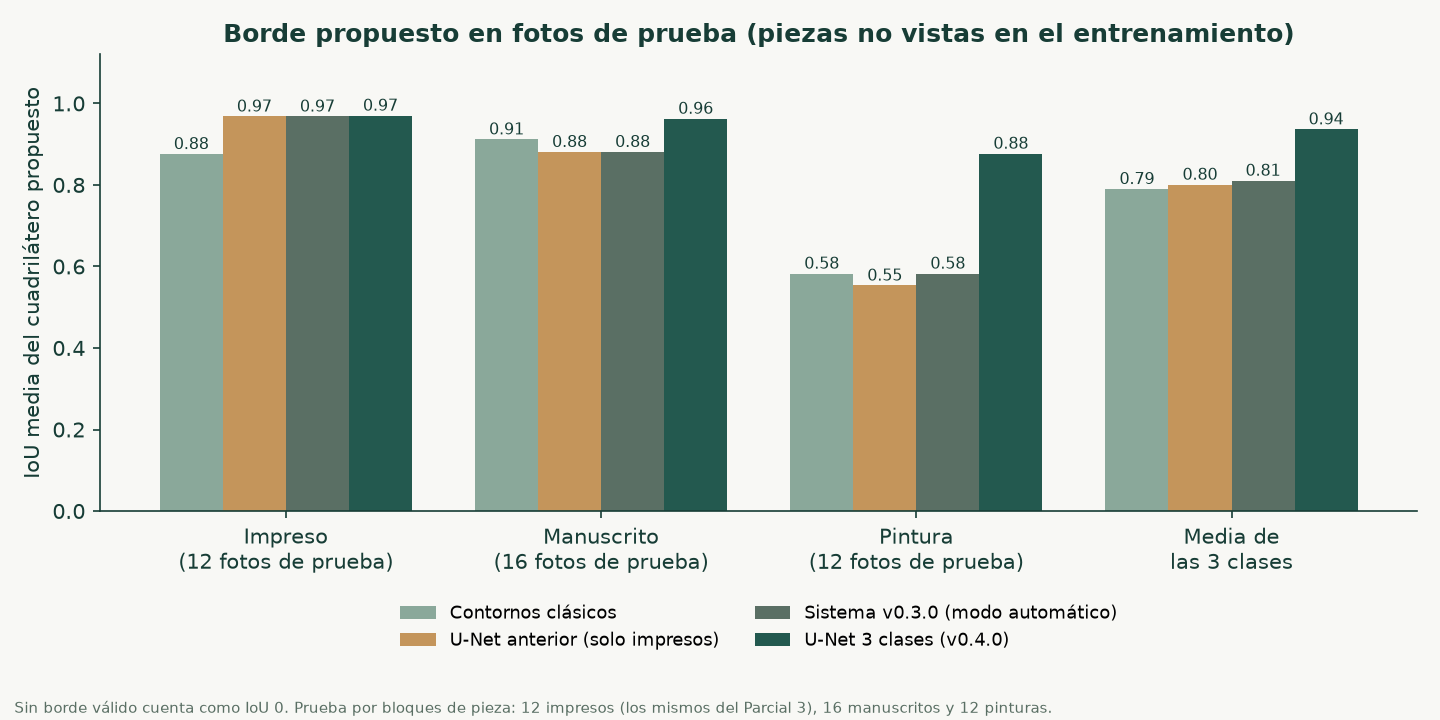 Borde propuesto en fotos de prueba (piezas no vistas en el entrenamiento)
IoU media del cuadrilátero propuesto
1.0
0.8
0.6
0.4
0.2
0.0
0.88
0.97
0.97
0.97
0.91
0.88
0.88
0.96
0.58
0.55
0.58
0.88
0.79
0.80
0.81
0.94
Impreso
(12 fotos de prueba)
Manuscrito
(16 fotos de prueba)
Pintura
(12 fotos de prueba)
Media de
las 3 clases
Contornos clásicos
U-Net anterior (solo impresos)
Sistema v0.3.0 (modo automático)
U-Net 3 clases (v0.4.0)
Sin borde válido cuenta como IoU 0. Prueba por bloques de pieza: 12 impresos (los mismos del Parcial 3), 16 manuscritos y 12 pinturas.